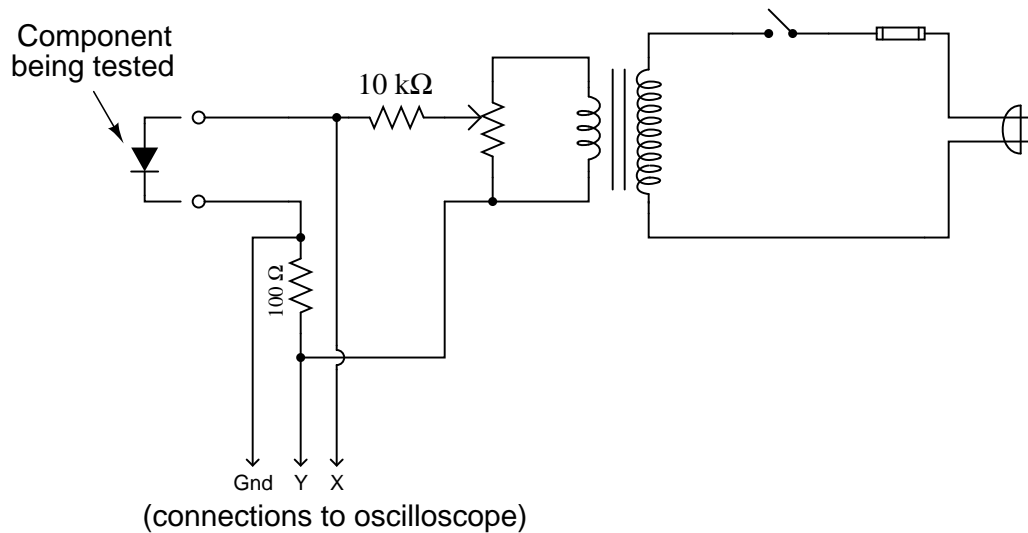 Component
being tested
10 kΩ
100 Ω
Gnd Y X
(connections to oscilloscope)